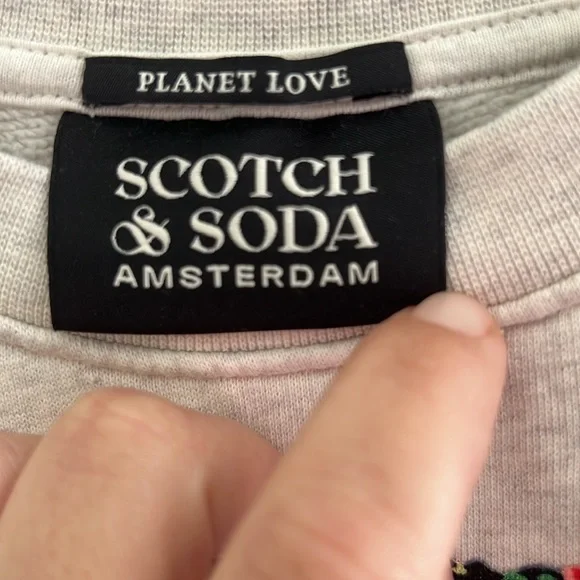 PLANET LOVE
SCOTCH
& SODA
AMSTERDAM